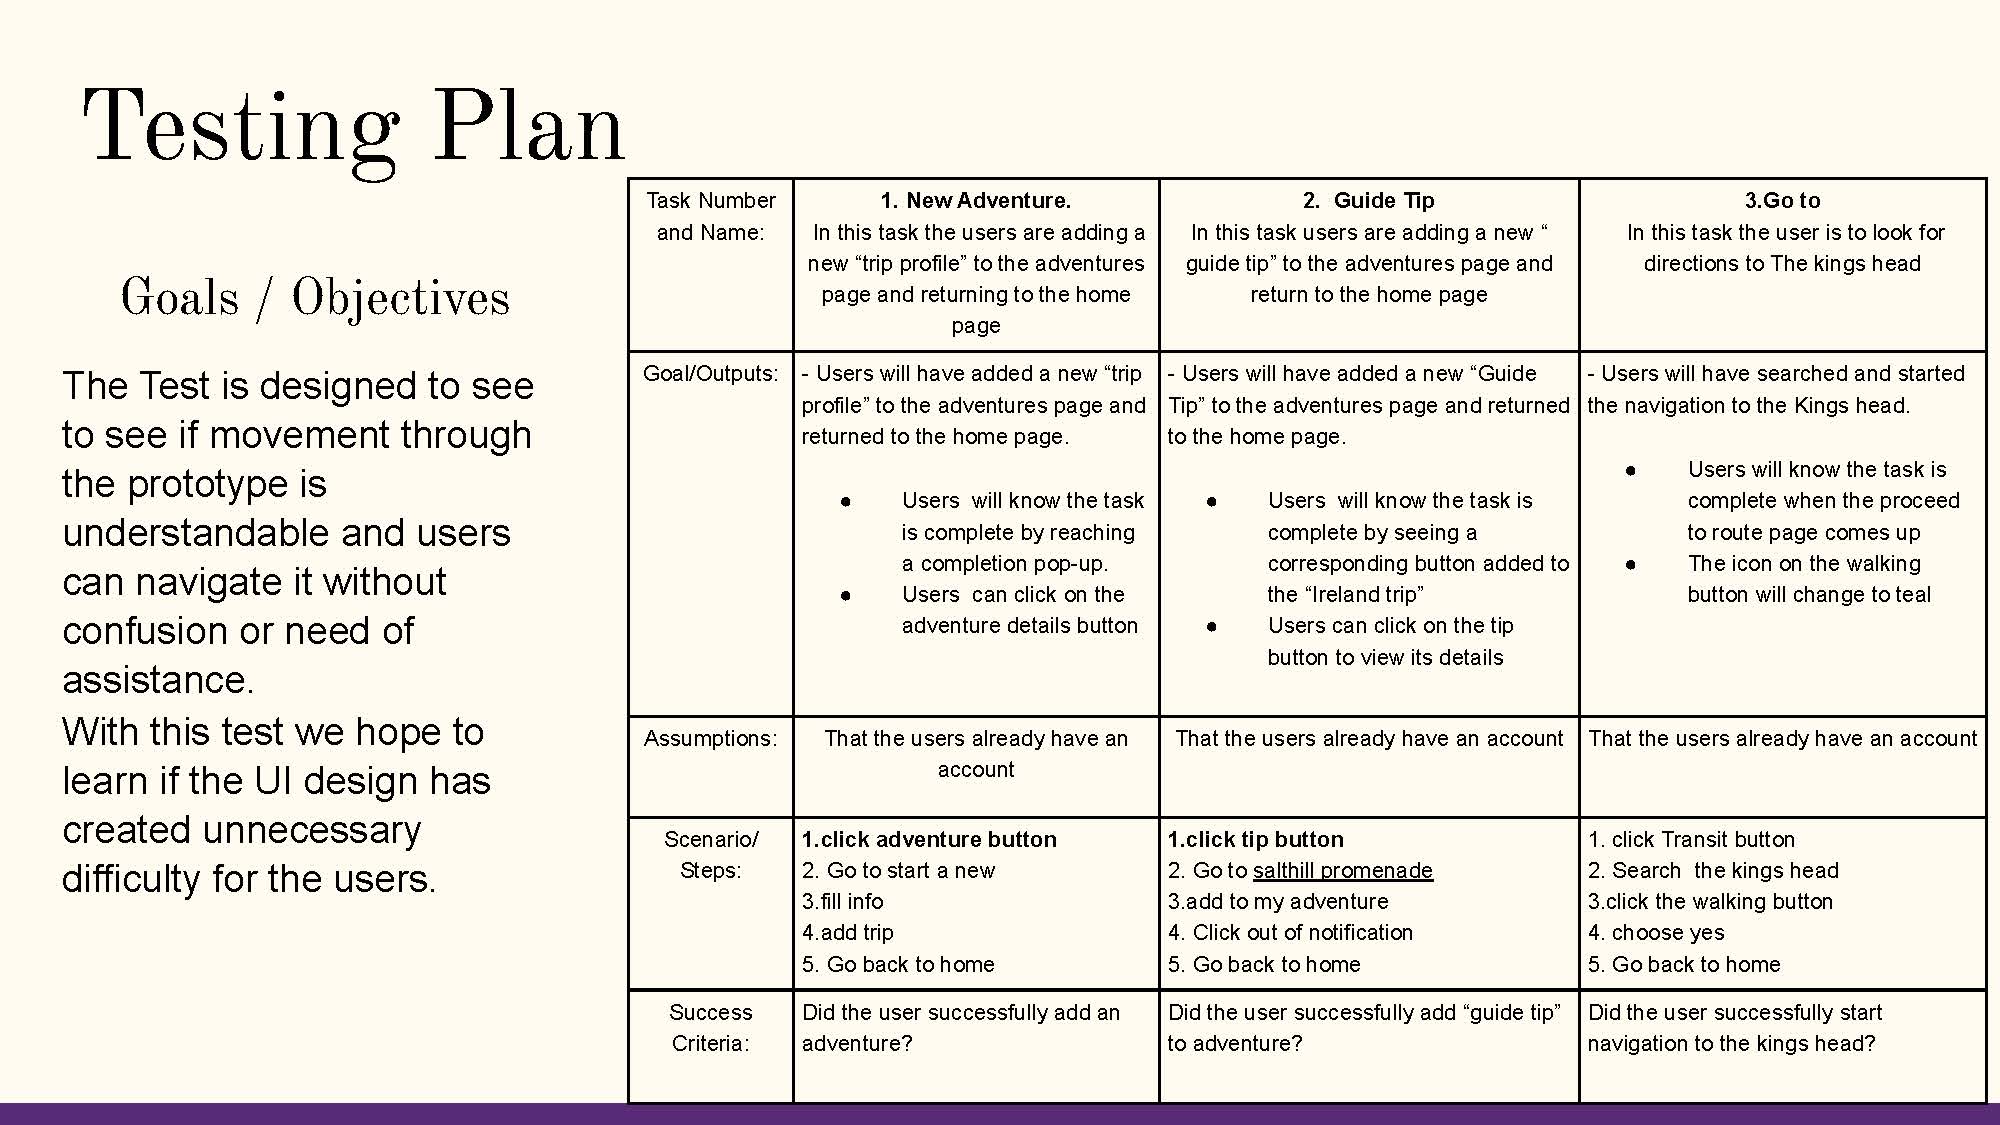 Testing Plan
Goals / Objectives
The Test is designed to see
to see if movement through
the prototype is
understandable and users
can navigate it without
confusion or need of
assistance.
With this test we hope to
learn if the UI design has
created unnecessary
difficulty for the users.
Task Number
and Name:
1. New Adventure.
In this task the users are adding a
new “trip profile” to the adventures
page and returning to the home
page
2. Guide Tip
In this task users are adding a new “
guide tip” to the adventures page and
return to the home page
3.Go to
In this task the user is to look for
directions to The kings head
Goal/Outputs:
- Users will have added a new “trip
profile” to the adventures page and
returned to the home page.
● Users will know the task
is complete by reaching
a completion pop-up.
● Users can click on the
adventure details button
- Users will have added a new “Guide
Tip” to the adventures page and returned
to the home page.
● Users will know the task is
complete by seeing a
corresponding button added to
the “Ireland trip”
● Users can click on the tip
button to view its details
- Users will have searched and started
the navigation to the Kings head.
● Users will know the task is
complete when the proceed
to route page comes up
● The icon on the walking
button will change to teal
Assumptions:
That the users already have an
account
That the users already have an account
That the users already have an account
Scenario/
Steps:
1.click adventure button
2. Go to start a new
3.fill info
4.add trip
5. Go back to home
1.click tip button
2. Go to salthill promenade
3.add to my adventure
4. Click out of notification
5. Go back to home
1. click Transit button
2. Search the kings head
3.click the walking button
4. choose yes
5. Go back to home
Success
Criteria:
Did the user successfully add an
adventure?
Did the user successfully add “guide tip”
to adventure?
Did the user successfully start
navigation to the kings head?